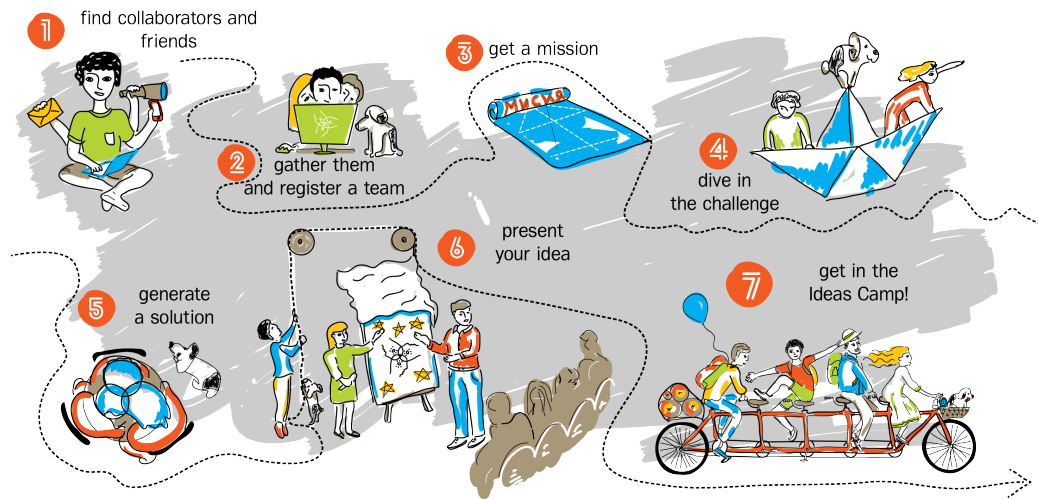 1
find collaborators and
friends
2
gather them
and register a team
3
get a mission
МИСИЯ
4
dive in
the challenge
5
generate
a solution
6
present
your idea
7
get in the
Ideas Camp!